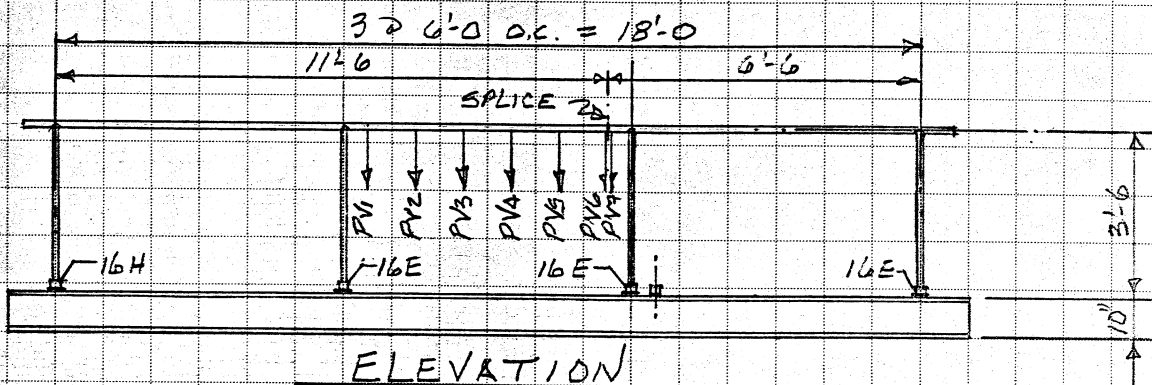 3 @ 6'-0 O.C. = 18'-0
11'-6
6'-6
SPLICE
PV1
PV2
PV3
PV4
PV5
PV6
PV7
3'-6
16H
16E
16E
16E
10"
ELEVATION